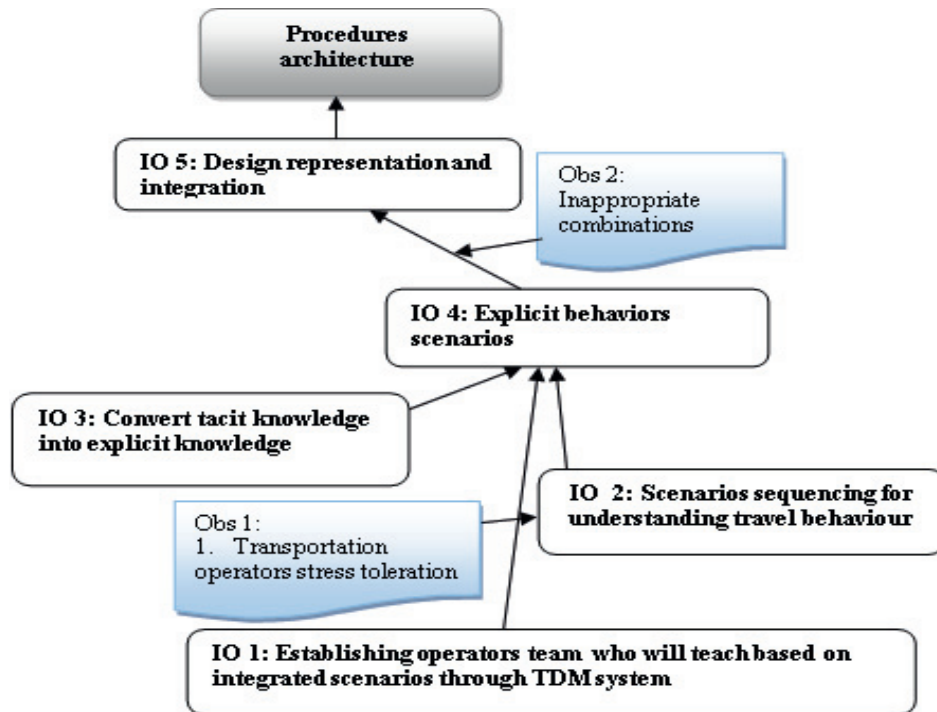 Procedures
architecture
IO 5: Design representation and
integration
Obs 2:
Inappropriate
combinations
IO 4: Explicit behaviors
scenarios
IO 3: Convert tacit knowledge
into explicit knowledge
IO 2: Scenarios sequencing for
understanding travel behaviour
Obs 1:
1. Transportation
operators stress toleration
IO 1: Establishing operators team who will teach based on
integrated scenarios through TDM system